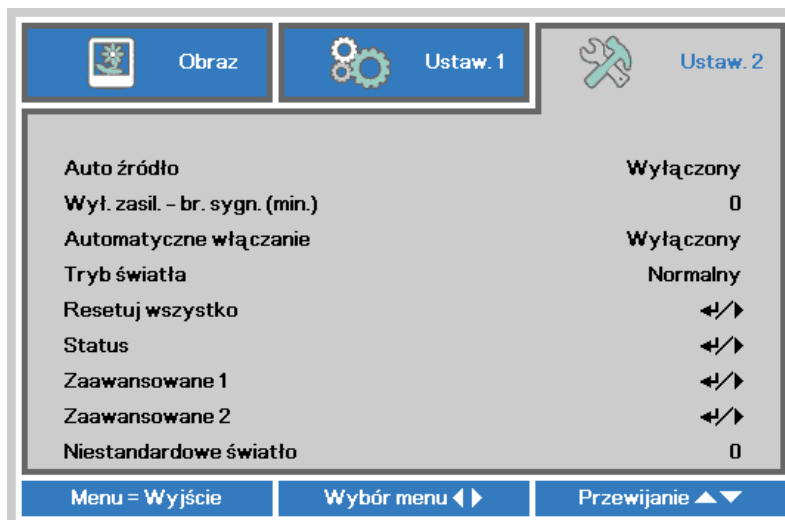 Obraz Ustaw. 1 Ustaw. 2
Auto źródło Wyłączony
Wył. zasil. – br. sygn. (min.) 0
Automatyczne włączanie Wyłączony
Tryb światła Normalny
Resetuj wszystko ↵/▶
Status ↵/▶
Zaawansowane 1 ↵/▶
Zaawansowane 2 ↵/▶
Niestandardowe światło 0
Menu = Wyjście Wybór menu ◀ ▶ Przewijanie ▲▼